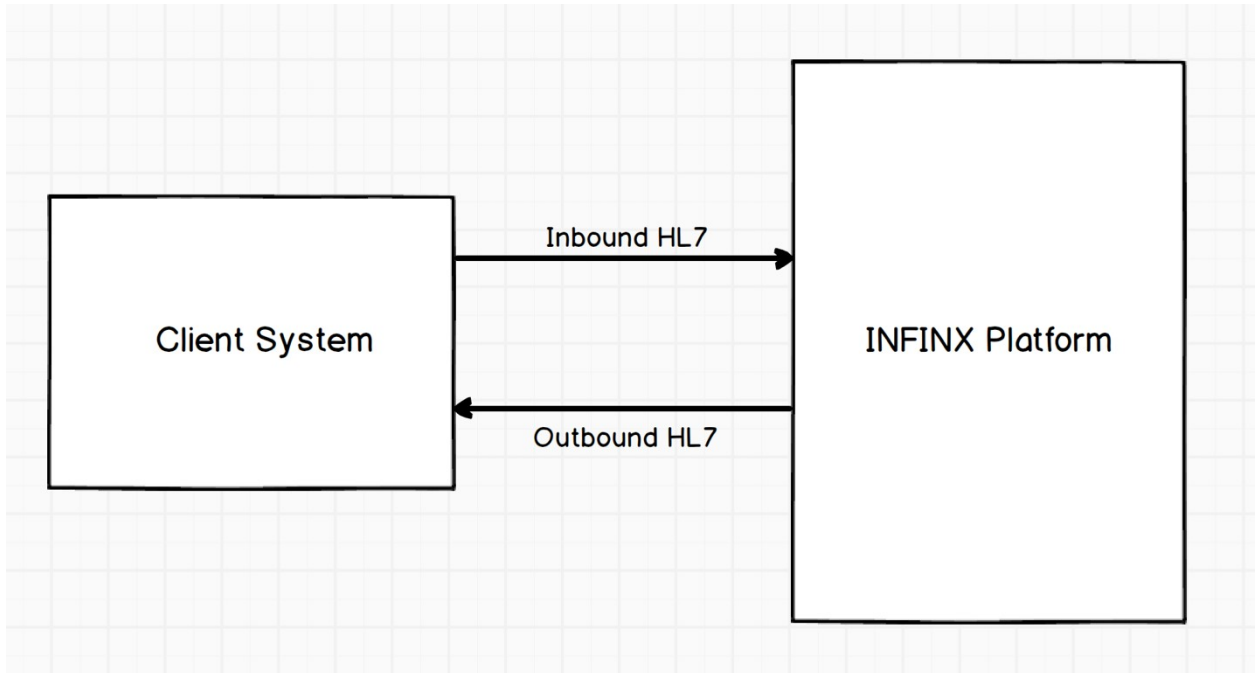 Inbound HL7
Client System
INFINX Platform
Outbound HL7